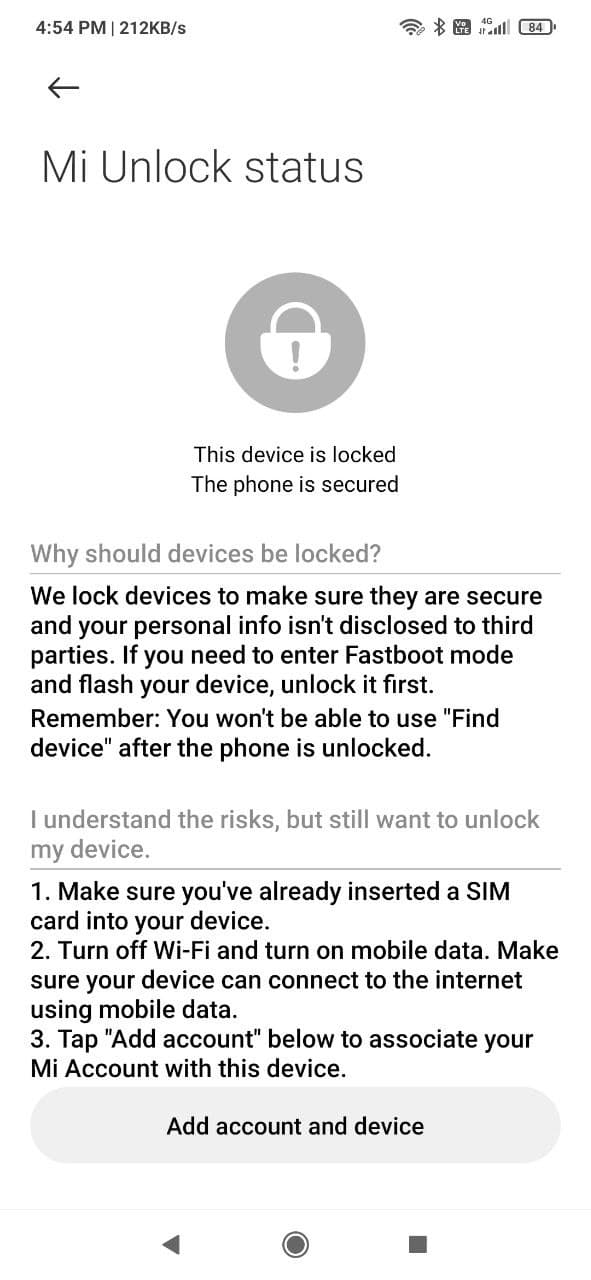 4:54 PM | 212KB/s
Vo
LTE
4G
84
Mi Unlock status
This device is locked
The phone is secured
Why should devices be locked?
We lock devices to make sure they are secure
and your personal info isn't disclosed to third
parties. If you need to enter Fastboot mode
and flash your device, unlock it first.
Remember: You won't be able to use "Find
device" after the phone is unlocked.
I understand the risks, but still want to unlock
my device.
1. Make sure you've already inserted a SIM
card into your device.
2. Turn off Wi-Fi and turn on mobile data. Make
sure your device can connect to the internet
using mobile data.
3. Tap "Add account" below to associate your
Mi Account with this device.
Add account and device